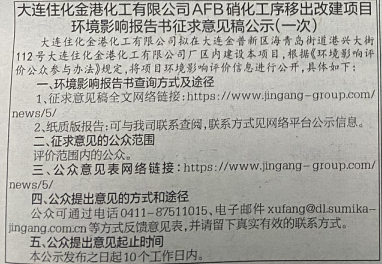 大连住化金港化工有限公司AFB硝化工序移出改建项目
环境影响报告书征求意见稿公示(一次)
大连住化金港化工有限公司拟在大连金普新区海青岛街道港兴大街
112号大连住化金港化工有限公司厂区内建设本项目,根据《环境影响评
价公众参与办法》规定,将项目环境影响评价信息进行公开,具体如下:
一、环境影响报告书查询方式及途径
1、征求意见稿全文网络链接:https://www.jingang-group.com/
news/5/
2、纸质版报告:可与我司联系查阅,联系方式见网络平台公示信息。
二、征求意见的公众范围
评价范围内的公众。
三、公众意见表网络链接:https://www.jingang-group.com/
news/5/
四、公众提出意见的方式和途径
公众可通过电话0411-87511015、电子邮件xufang@dl.sumika-
jingang.com.cn等方式反馈意见表,并请留下真实有效的联系方式。
五、公众提出意见起止时间
本公示发布之日起10个工作日内。